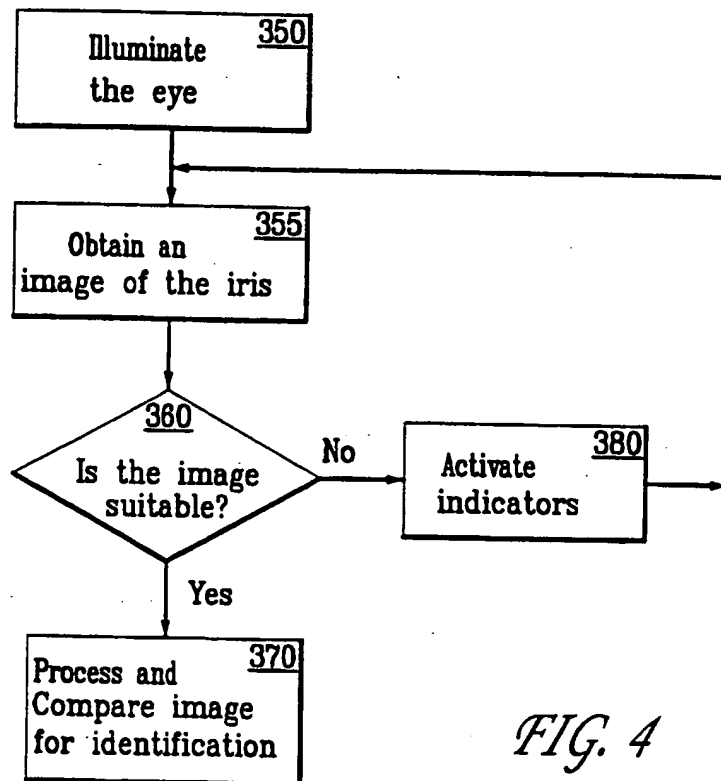 350
Illuminate
the eye
355
Obtain an
image of the iris
360
Is the image
suitable?
No
380
Activate
indicators
Yes
370
Process and
Compare image
for identification
FIG. 4